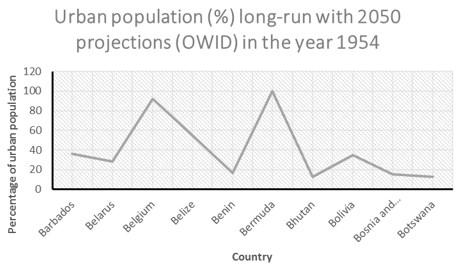 Urban population (%) long-run with 2050
projections (OWID) in the year 1954
Percentage of urban population
120
100
80
60
40
20
0
Barbados
Belarus
Belgium
Belize
Benin
Bermuda
Bhutan
Bolivia
Bosnia and...
Botswana
Country